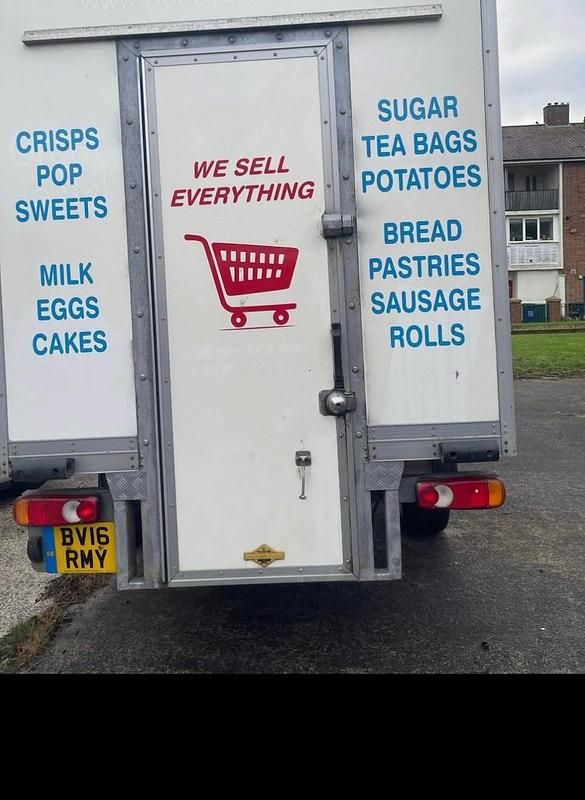 CRISPS
POP
SWEETS
MILK
EGGS
CAKES
WE SELL
EVERYTHING
SUGAR
TEA BAGS
POTATOES
BREAD
PASTRIES
SAUSAGE
ROLLS
BV16
RMY